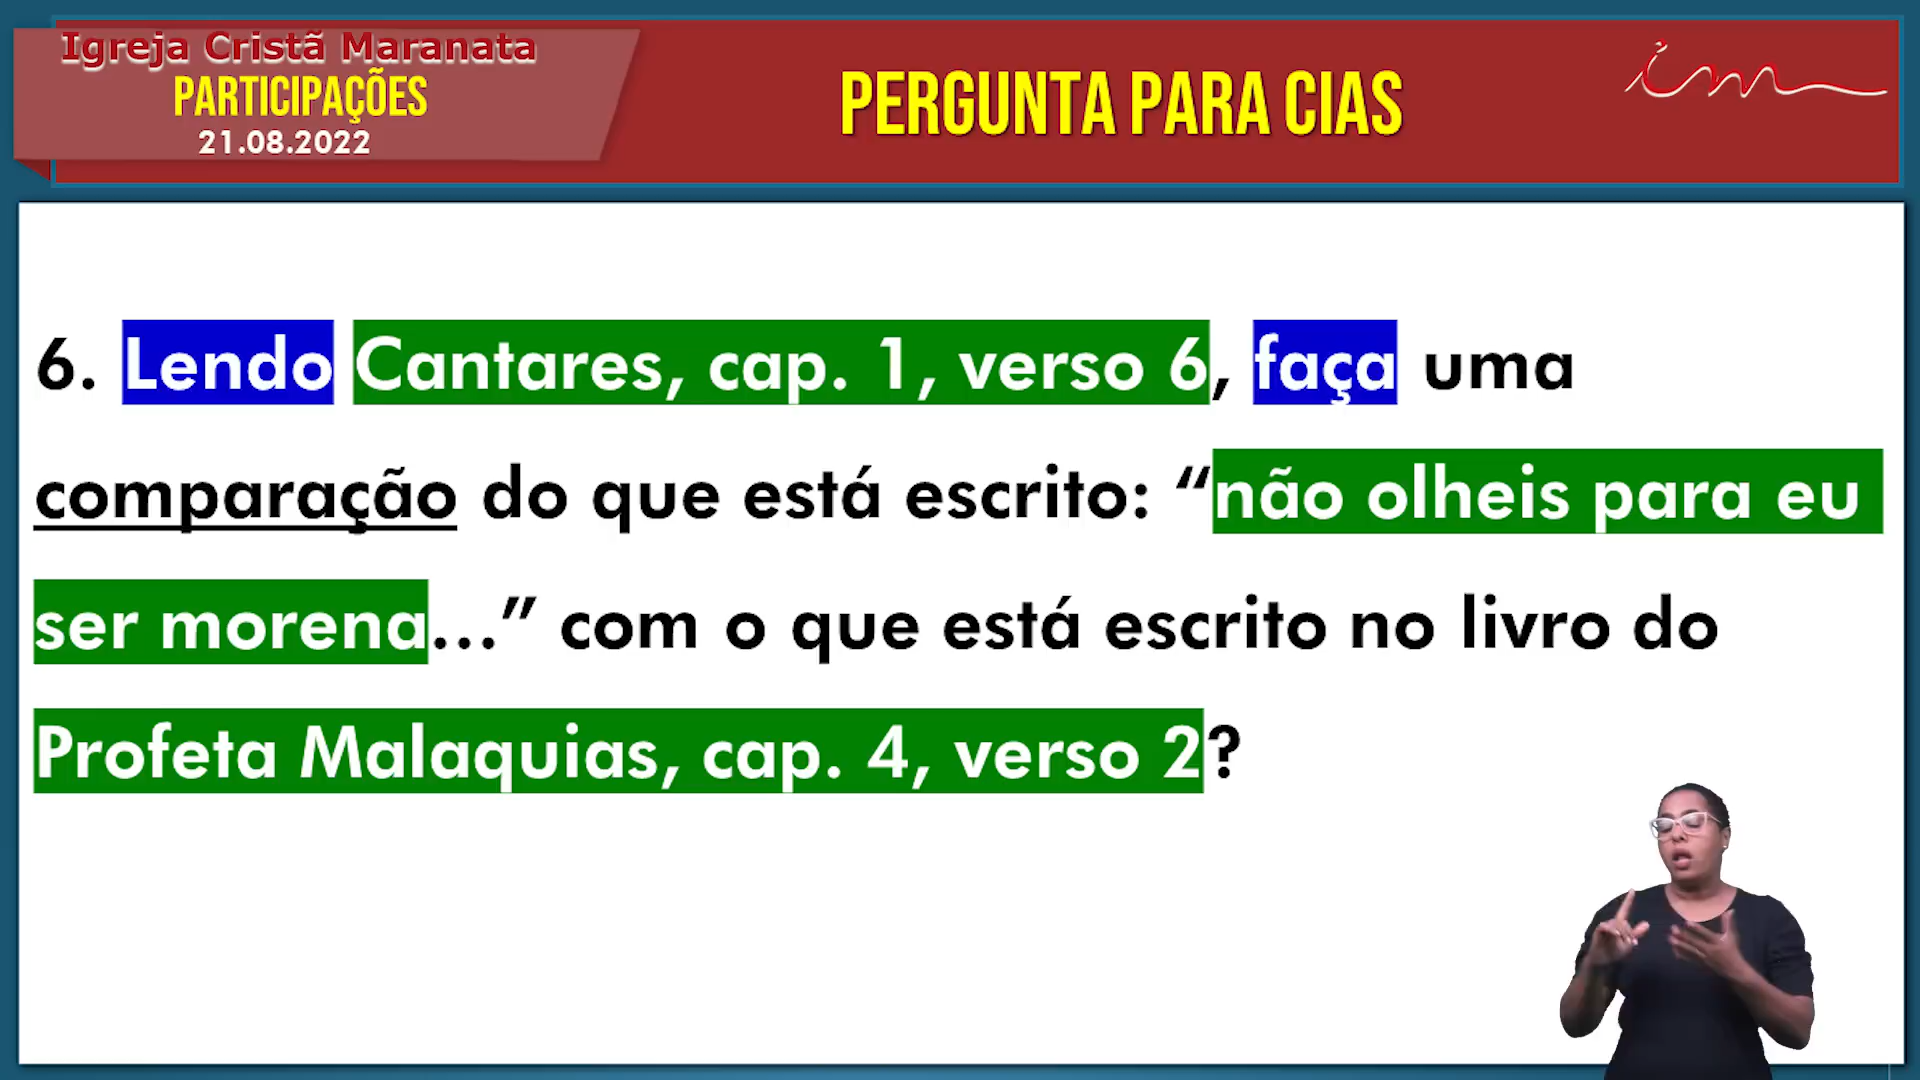 Igreja Cristã Maranata
PARTICIPAÇÕES
21.08.2022
PERGUNTA PARA CIAS
im
6. Lendo Cantares, cap. 1, verso 6, faça uma
comparação do que está escrito: “não olheis para eu
ser morena...” com o que está escrito no livro do
Profeta Malaquias, cap. 4, verso 2?